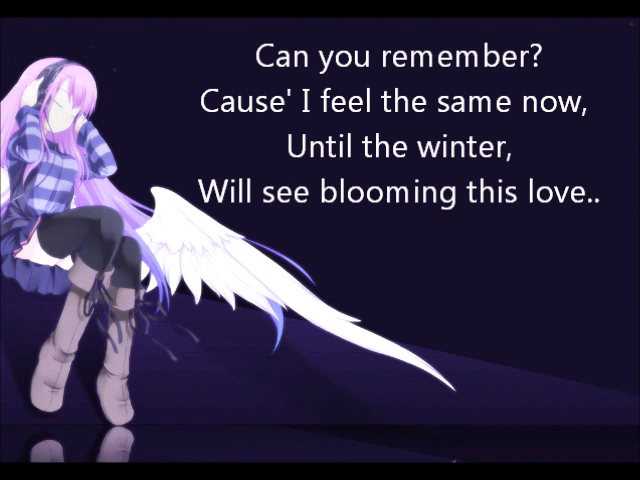 Can you remember?
Cause' I feel the same now,
Until the winter,
Will see blooming this love..